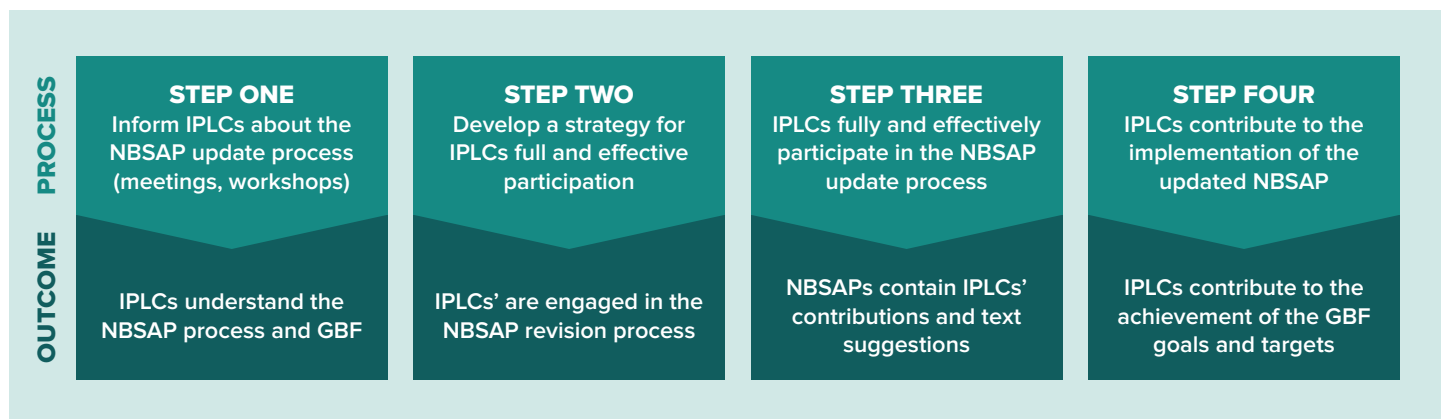 PROCESS
STEP ONE
Inform IPLCs about the
NBSAP update process
(meetings, workshops)
STEP TWO
Develop a strategy for
IPLCs full and effective
participation
STEP THREE
IPLCs fully and effectively
participate in the NBSAP
update process
STEP FOUR
IPLCs contribute to the
implementation of the
updated NBSAP
OUTCOME
IPLCs understand the
NBSAP process and GBF
IPLCs’ are engaged in the
NBSAP revision process
NBSAPs contain IPLCs’
contributions and text
suggestions
IPLCs contribute to the
achievement of the GBF
goals and targets